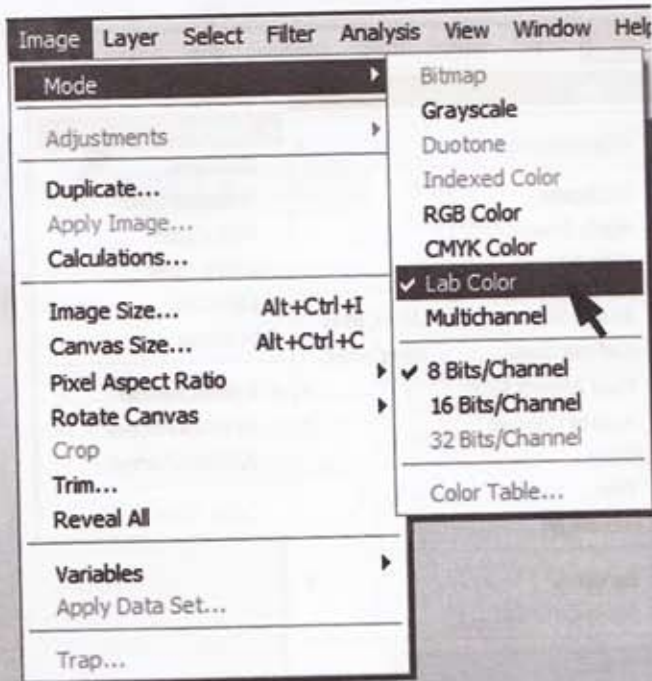 Image Layer Select Filter Analysis View Window Help
Mode
Adjustments
Duplicate...
Apply Image...
Calculations...
Image Size... Alt+Ctrl+I
Canvas Size... Alt+Ctrl+C
Pixel Aspect Ratio
Rotate Canvas
Crop
Trim...
Reveal All
Variables
Apply Data Set...
Trap...
Bitmap
Grayscale
Duotone
Indexed Color
RGB Color
CMYK Color
Lab Color
Multichannel
8 Bits/Channel
16 Bits/Channel
32 Bits/Channel
Color Table...